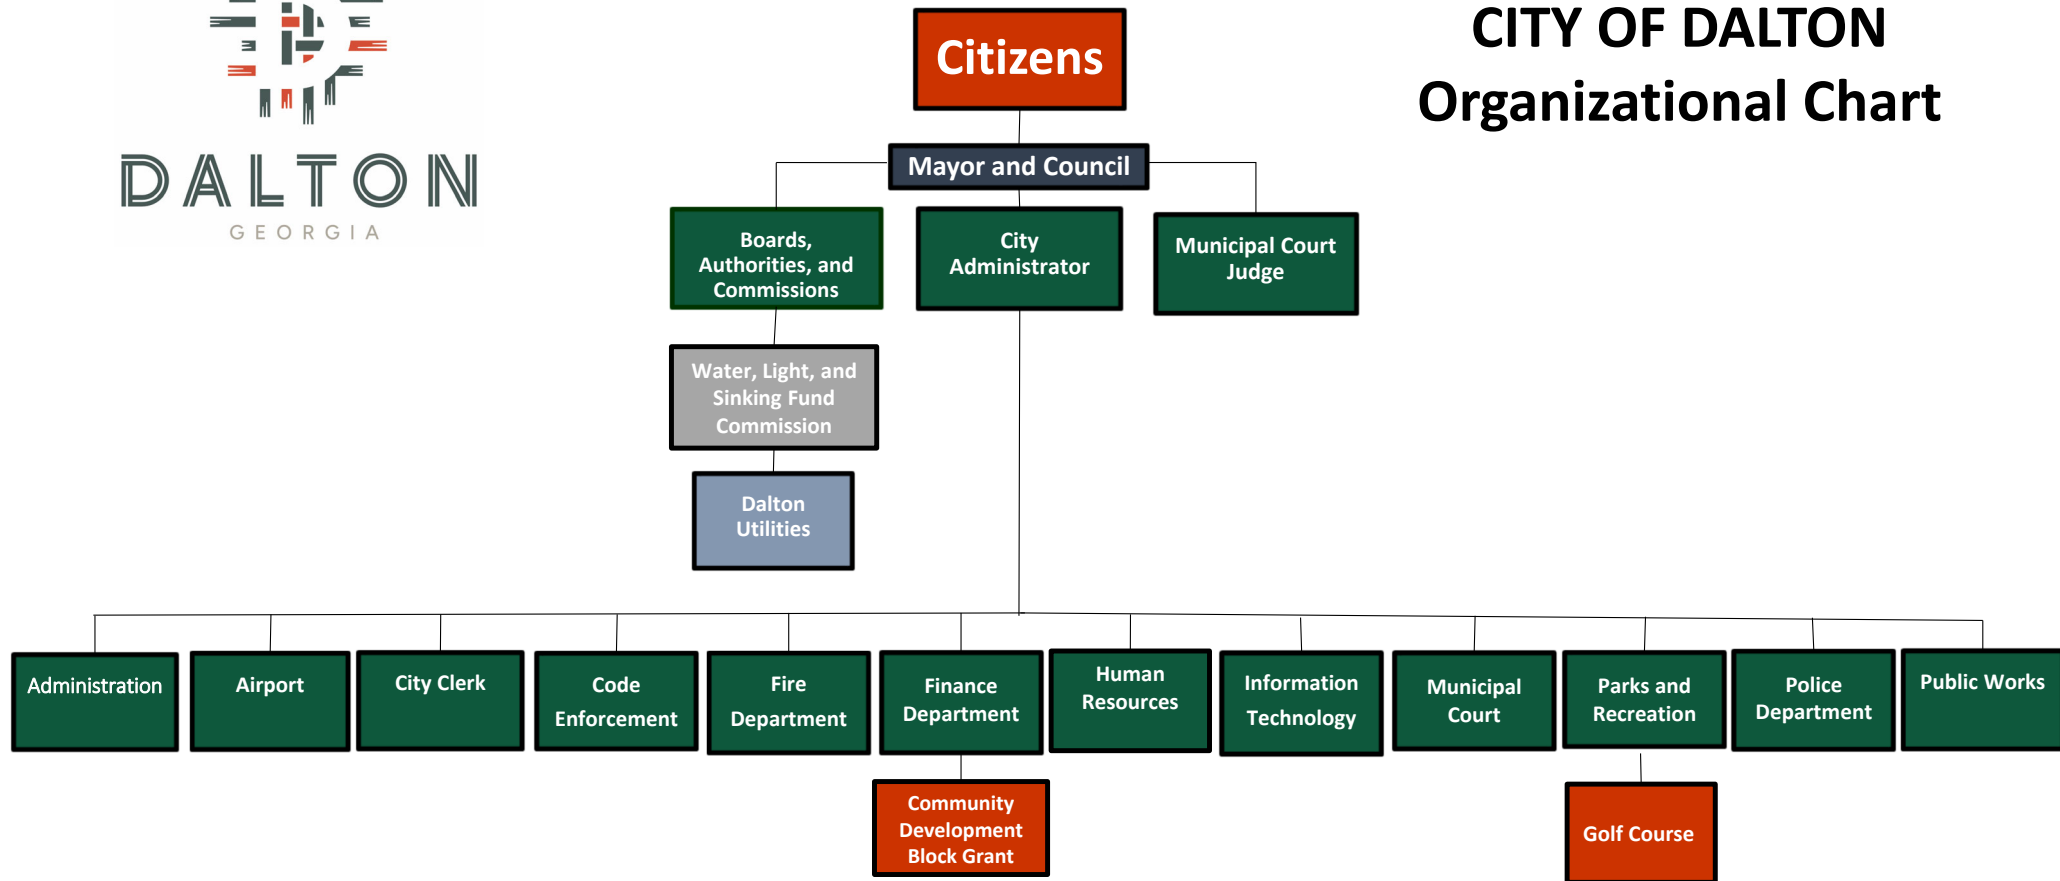 CITY OF DALTON
Organizational Chart
DALTON
GEORGIA
Citizens
Mayor and Council
Boards,
Authorities, and
Commissions
City
Administrator
Municipal Court
Judge
Water, Light, and
Sinking Fund
Commission
Dalton
Utilities
Administration
Airport
City Clerk
Code
Enforcement
Fire
Department
Finance
Department
Human
Resources
Information
Technology
Municipal
Court
Parks and
Recreation
Police
Department
Public Works
Community
Development
Block Grant
Golf Course